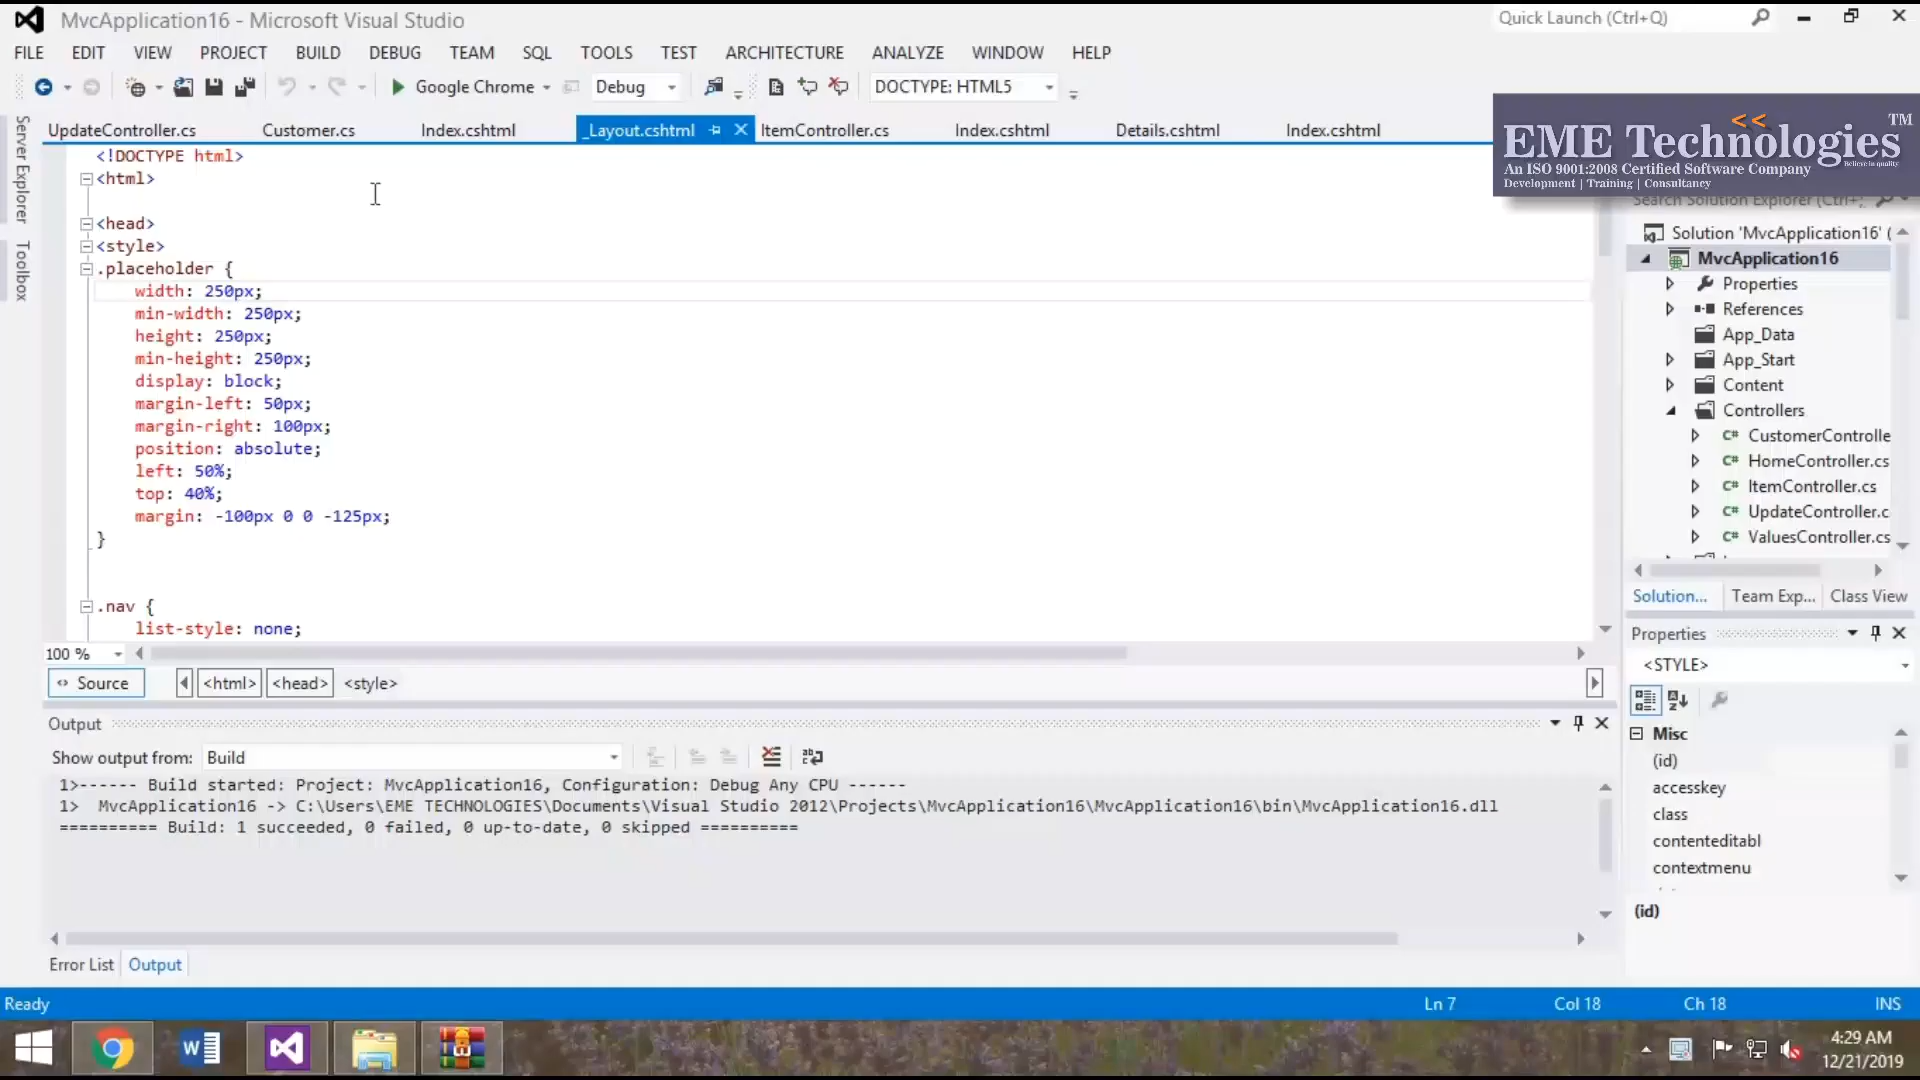 MvcApplication16 - Microsoft Visual Studio
Quick Launch (Ctrl+Q)
FILE EDIT VIEW PROJECT BUILD DEBUG TEAM SQL TOOLS TEST ARCHITECTURE ANALYZE WINDOW HELP
Google Chrome Debug DOCTYPE: HTML5
UpdateController.cs Customer.cs Index.cshtml _Layout.cshtml ItemController.cs Index.cshtml Details.cshtml Index.cshtml
<< TM
EME Technologies
Believe in quality
An ISO 9001:2008 Certified Software Company
Development | Training | Consultancy
Server Explorer
Toolbox
<!DOCTYPE html>
<html>
<head>
<style>
.placeholder {
width: 250px;
min-width: 250px;
height: 250px;
min-height: 250px;
display: block;
margin-left: 50px;
margin-right: 100px;
position: absolute;
left: 50%;
top: 40%;
margin: -100px 0 0 -125px;
}
.nav {
list-style: none;
100 %
Source <html> <head> <style>
Search Solution Explorer (Ctrl+;
Solution 'MvcApplication16' (
MvcApplication16
Properties
References
App_Data
App_Start
Content
Controllers
C# CustomerControlle
C# HomeController.cs
C# ItemController.cs
C# UpdateController.c
C# ValuesController.cs
Solution... Team Exp... Class View
Properties
<STYLE>
Misc
(id)
accesskey
class
contenteditabl
contextmenu
(id)
Output
Show output from: Build
1>------ Build started: Project: MvcApplication16, Configuration: Debug Any CPU ------
1>  MvcApplication16 -> C:\Users\EME TECHNOLOGIES\Documents\Visual Studio 2012\Projects\MvcApplication16\MvcApplication16\bin\MvcApplication16.dll
========== Build: 1 succeeded, 0 failed, 0 up-to-date, 0 skipped ==========
Error List Output
Ready Ln 7 Col 18 Ch 18 INS
4:29 AM
12/21/2019